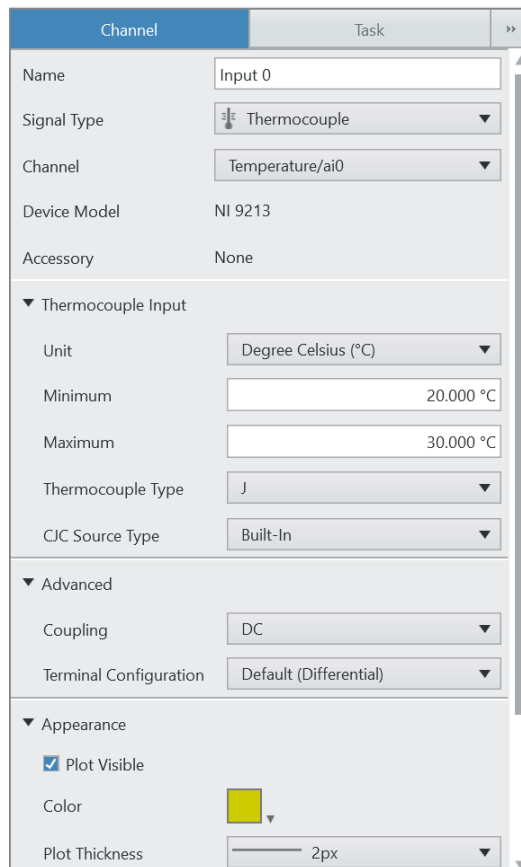 Channel Task »
Name Input 0
Signal Type Thermocouple
Channel Temperature/ai0
Device Model NI 9213
Accessory None
Thermocouple Input
Unit Degree Celsius (°C)
Minimum 20.000 °C
Maximum 30.000 °C
Thermocouple Type J
CJC Source Type Built-In
Advanced
Coupling DC
Terminal Configuration Default (Differential)
Appearance
Plot Visible
Color
Plot Thickness 2px